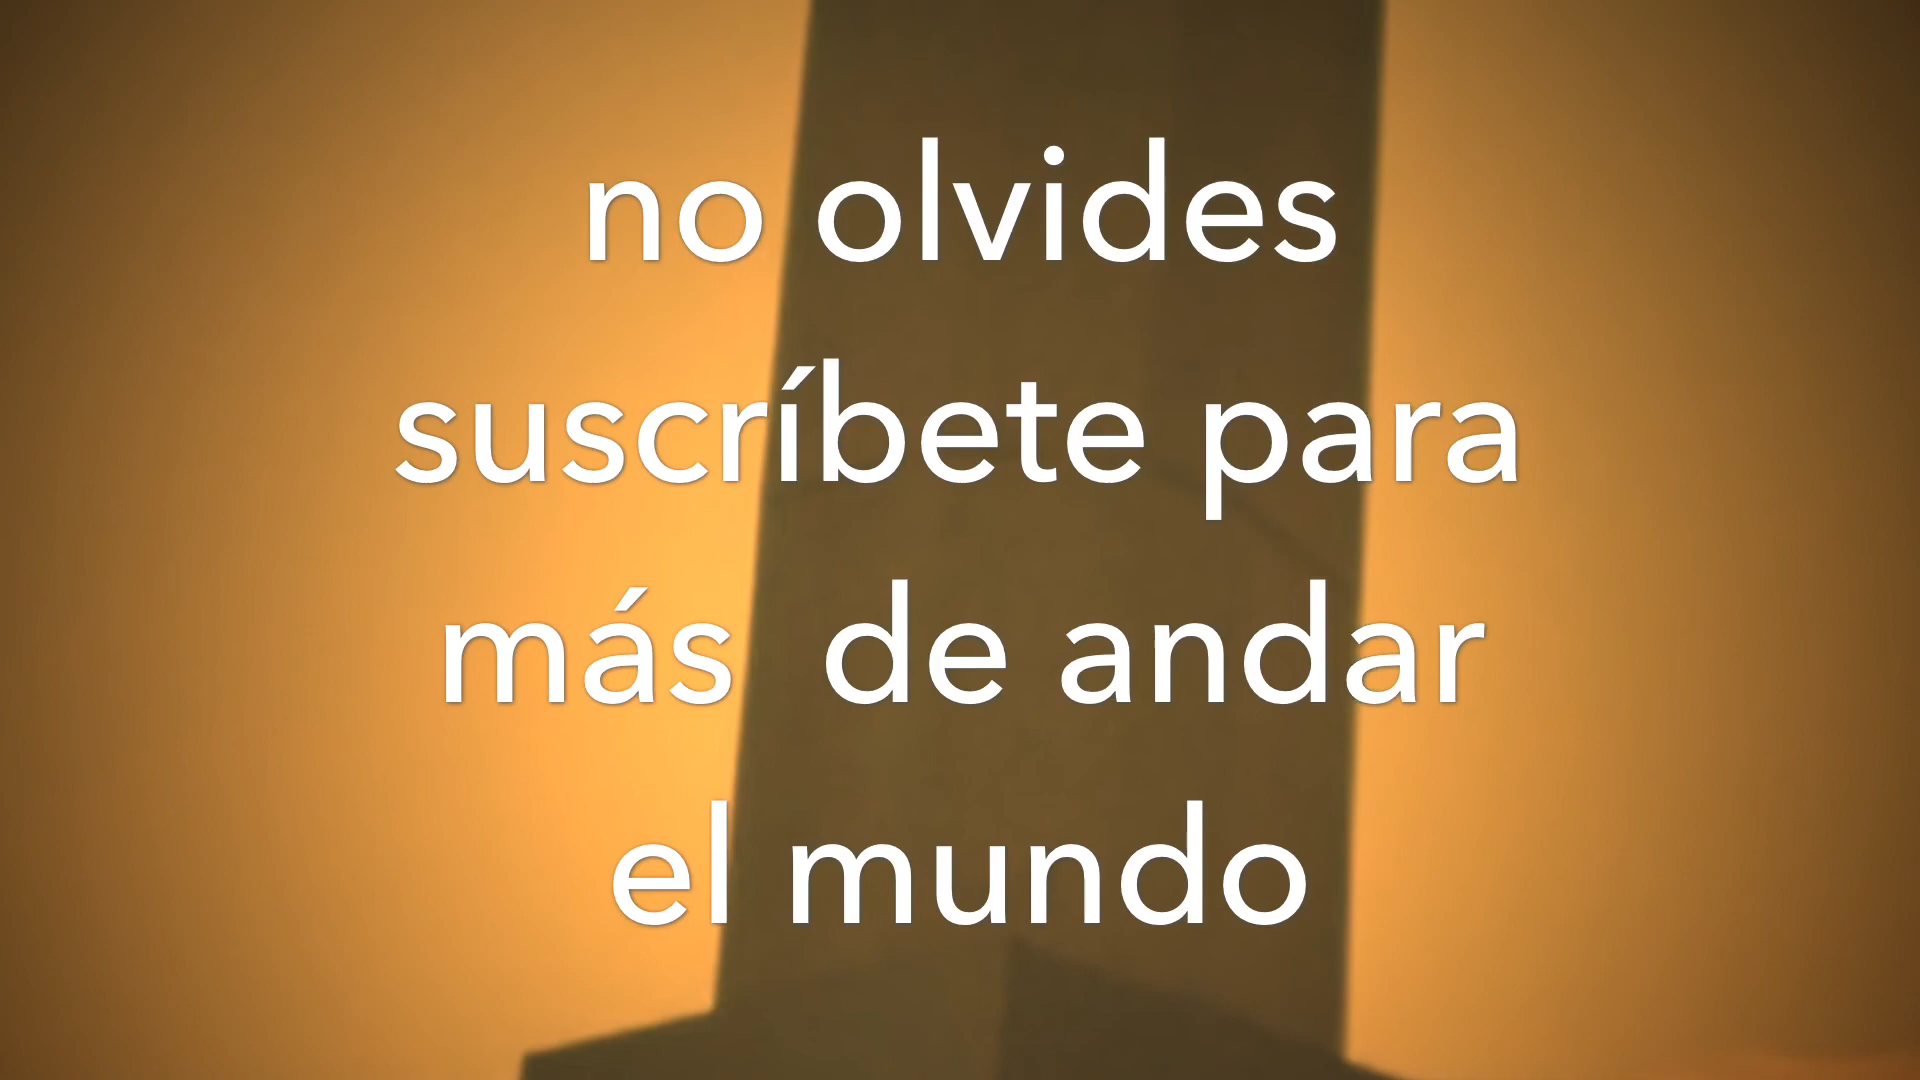 no olvides
suscríbete para
más  de andar
el mundo